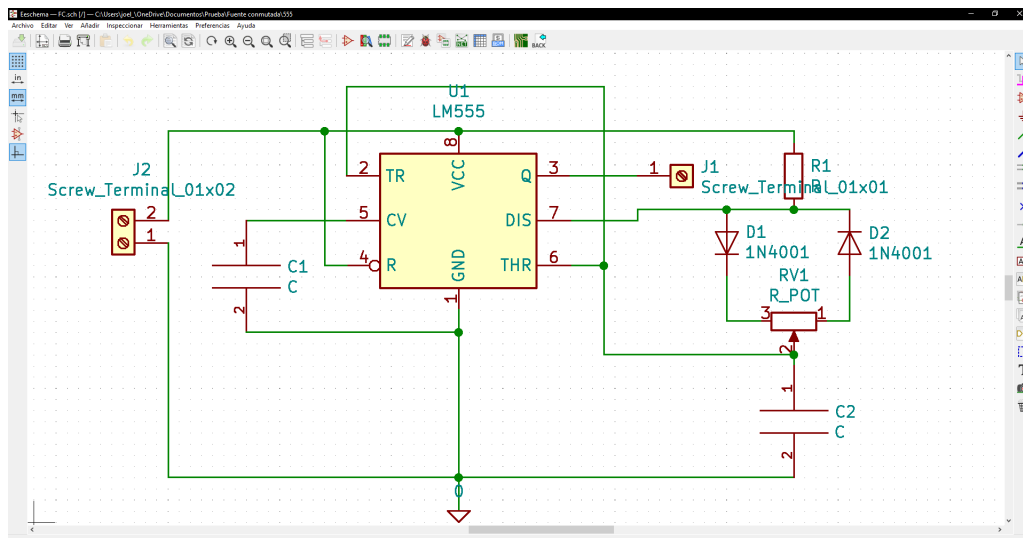 Eeschema — FC.sch [/] — C:\Users\joel_\OneDrive\Documentos\Prueba\Fuente conmutada\555
Archivo Editar Ver Añadir Inspeccionar Herramientas Preferencias Ayuda
BACK
in
mm
U1
LM555
8
VCC
2 TR
Q 3
1
J1
Screw_Terminal_01x01
R1
R
J2
Screw_Terminal_01x02
2
1
5 CV
DIS 7
4 R
THR 6
GND
1
1
C1
C
2
D1
1N4001
D2
1N4001
RV1
R_POT
3
1
2
1
C2
C
2
0